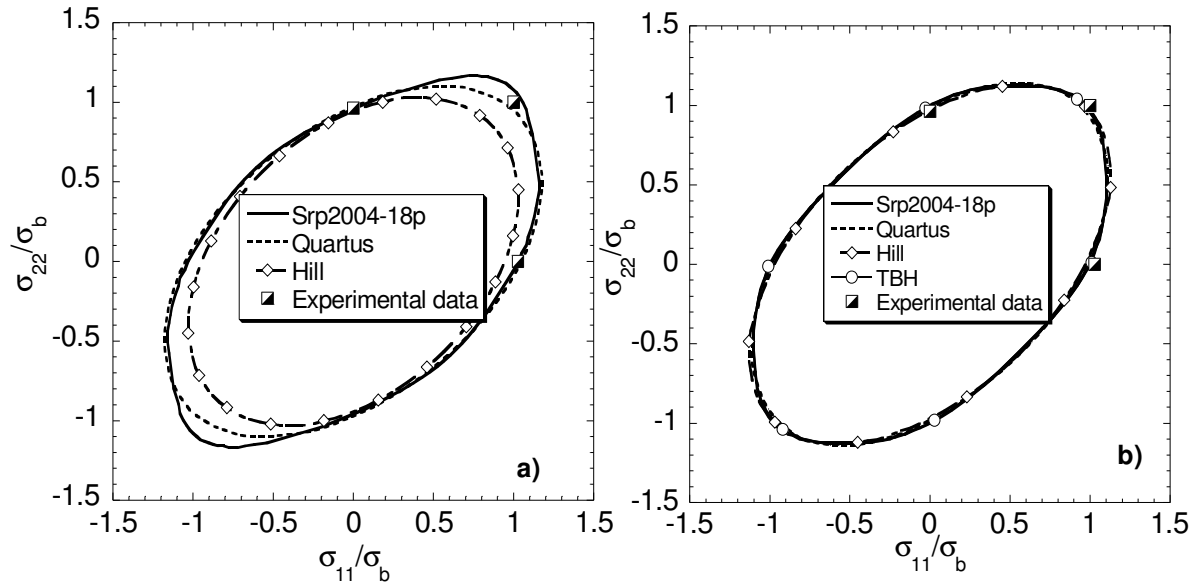 1.5
1
0.5
0
-0.5
-1
-1.5
σ22/σb
Srp2004-18p
Quartus
Hill
Experimental data
a)
-1.5 -1 -0.5 0 0.5 1 1.5
σ11/σb
1.5
1
0.5
0
-0.5
-1
-1.5
σ22/σb
Srp2004-18p
Quartus
Hill
TBH
Experimental data
b)
-1.5 -1 -0.5 0 0.5 1 1.5
σ11/σb